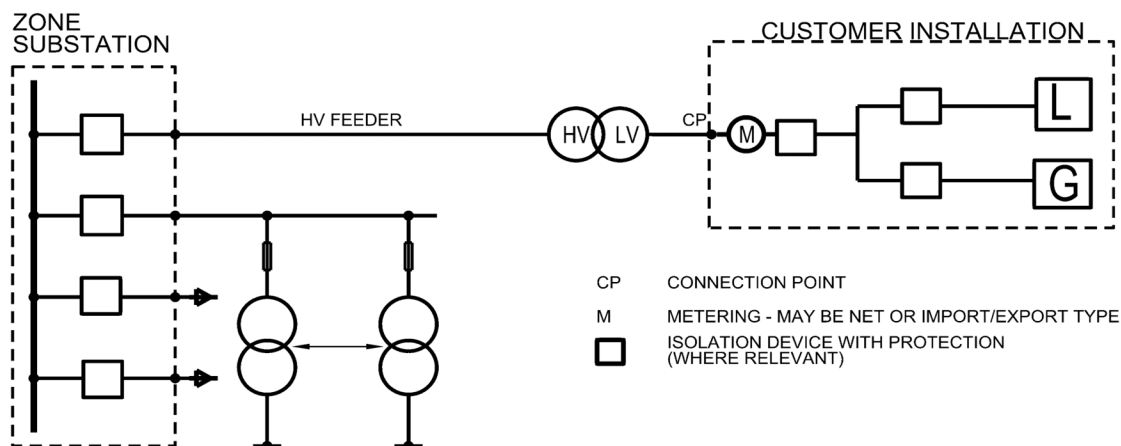 ZONE
SUBSTATION
CUSTOMER INSTALLATION
HV FEEDER
HV
LV
CP
M
L
G
CP CONNECTION POINT
M METERING - MAY BE NET OR IMPORT/EXPORT TYPE
ISOLATION DEVICE WITH PROTECTION
(WHERE RELEVANT)